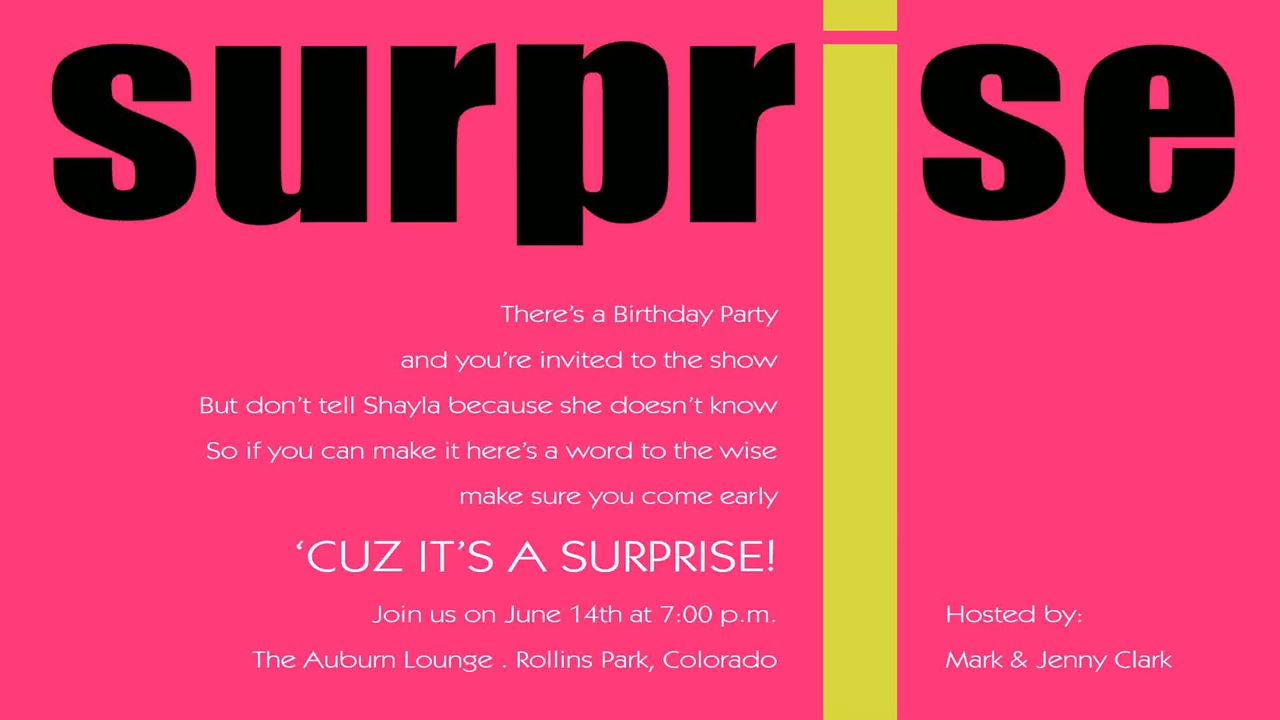 surprise
There's a Birthday Party
and you're invited to the show
But don't tell Shayla because she doesn't know
So if you can make it here's a word to the wise
make sure you come early
‘CUZ IT’S A SURPRISE!
Join us on June 14th at 7:00 p.m.
The Auburn Lounge . Rollins Park, Colorado
Hosted by:
Mark & Jenny Clark